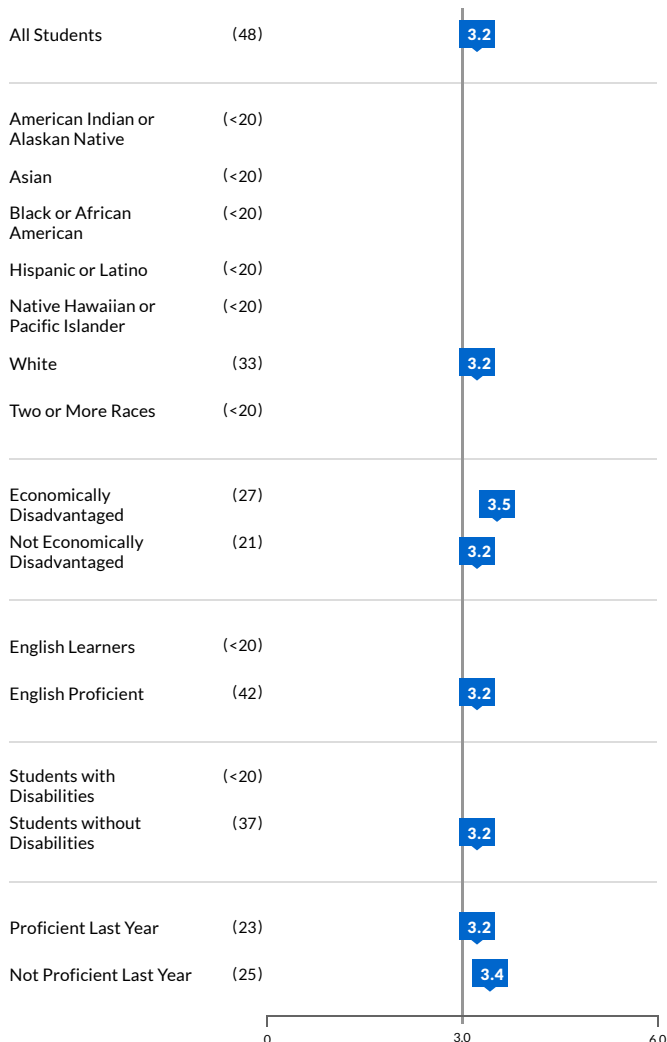 All Students (48) 3.2
American Indian or (<20)
Alaskan Native
Asian (<20)
Black or African (<20)
American
Hispanic or Latino (<20)
Native Hawaiian or (<20)
Pacific Islander
White (33) 3.2
Two or More Races (<20)
Economically (27) 3.5
Disadvantaged
Not Economically (21) 3.2
Disadvantaged
English Learners (<20)
English Proficient (42) 3.2
Students with (<20)
Disabilities
Students without (37) 3.2
Disabilities
Proficient Last Year (23) 3.2
Not Proficient Last Year (25) 3.4
0 3.0 6.0